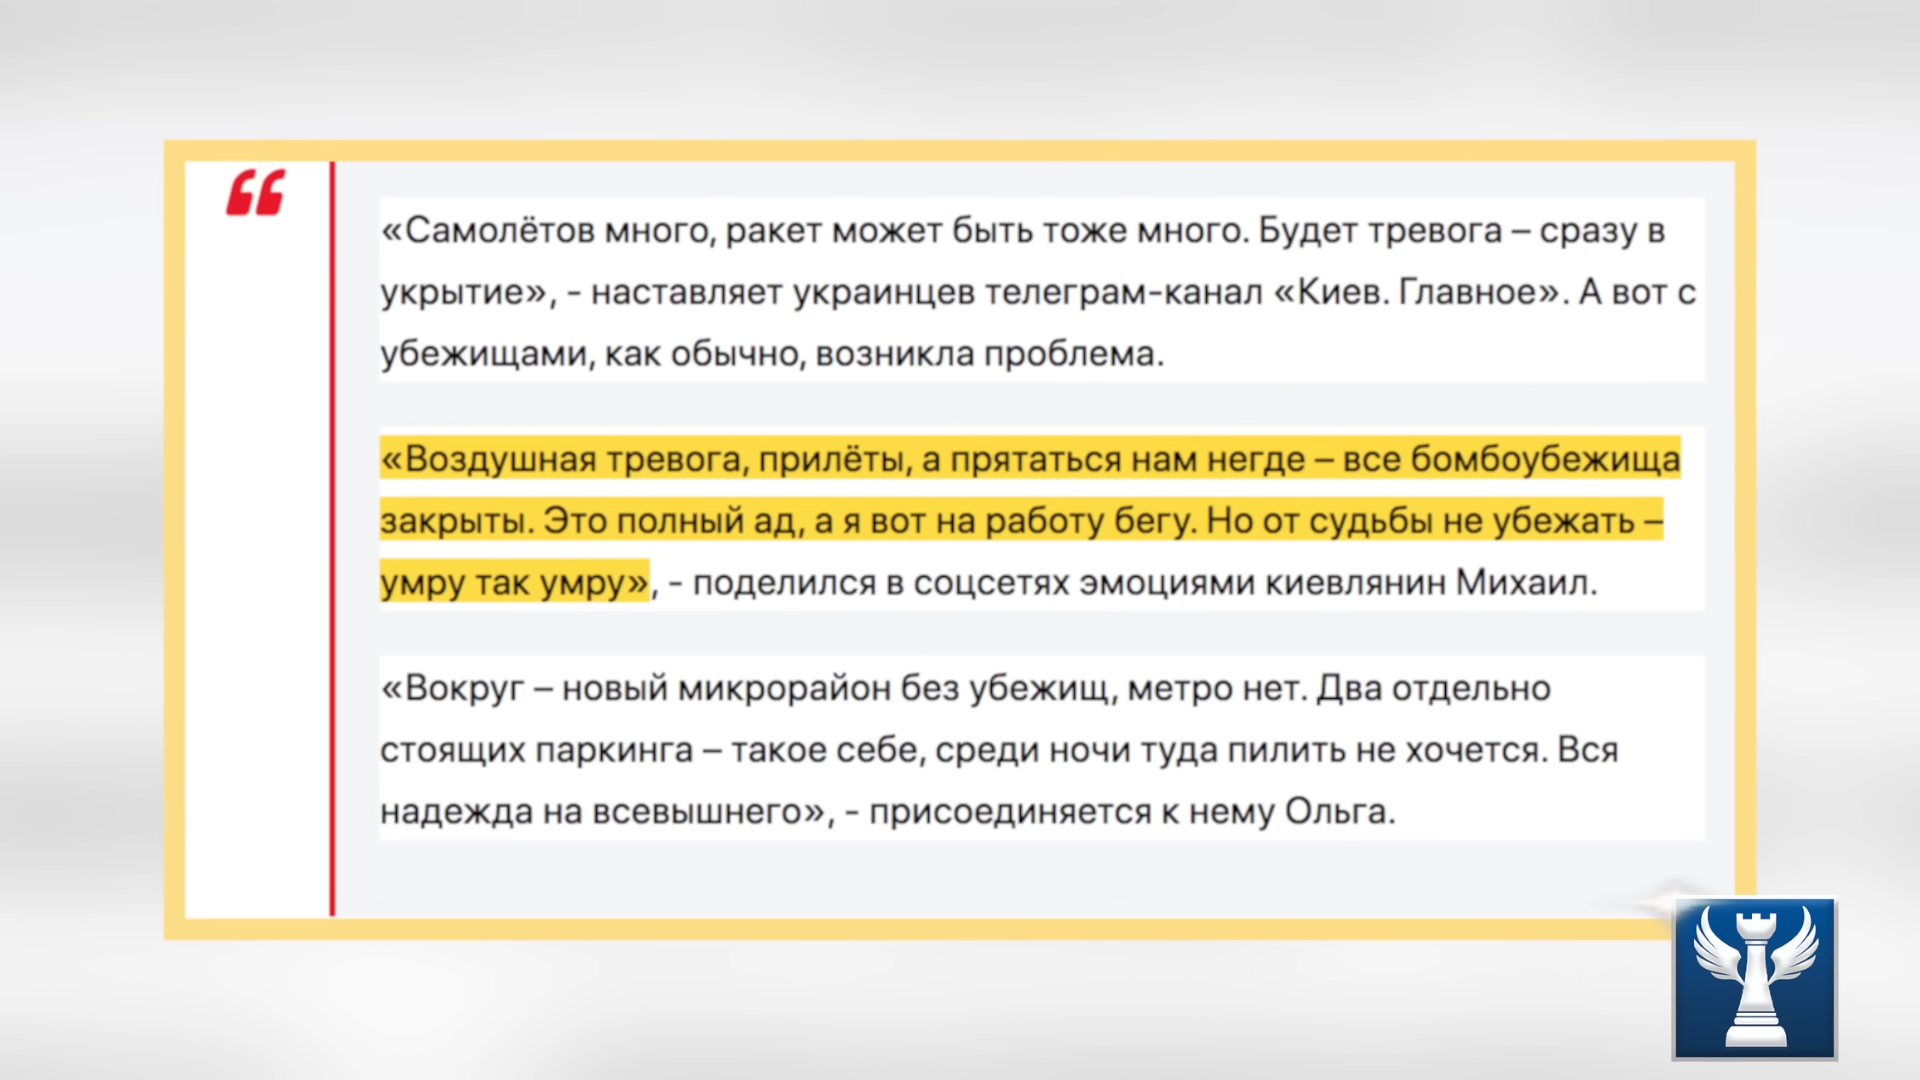 «Самолётов много, ракет может быть тоже много. Будет тревога – сразу в
укрытие», - наставляет украинцев телеграм-канал «Киев. Главное». А вот с
убежищами, как обычно, возникла проблема.
«Воздушная тревога, прилёты, а прятаться нам негде – все бомбоубежища
закрыты. Это полный ад, а я вот на работу бегу. Но от судьбы не убежать –
умру так умру», - поделился в соцсетях эмоциями киевлянин Михаил.
«Вокруг – новый микрорайон без убежищ, метро нет. Два отдельно
стоящих паркинга – такое себе, среди ночи туда пилить не хочется. Вся
надежда на всевышнего», - присоединяется к нему Ольга.